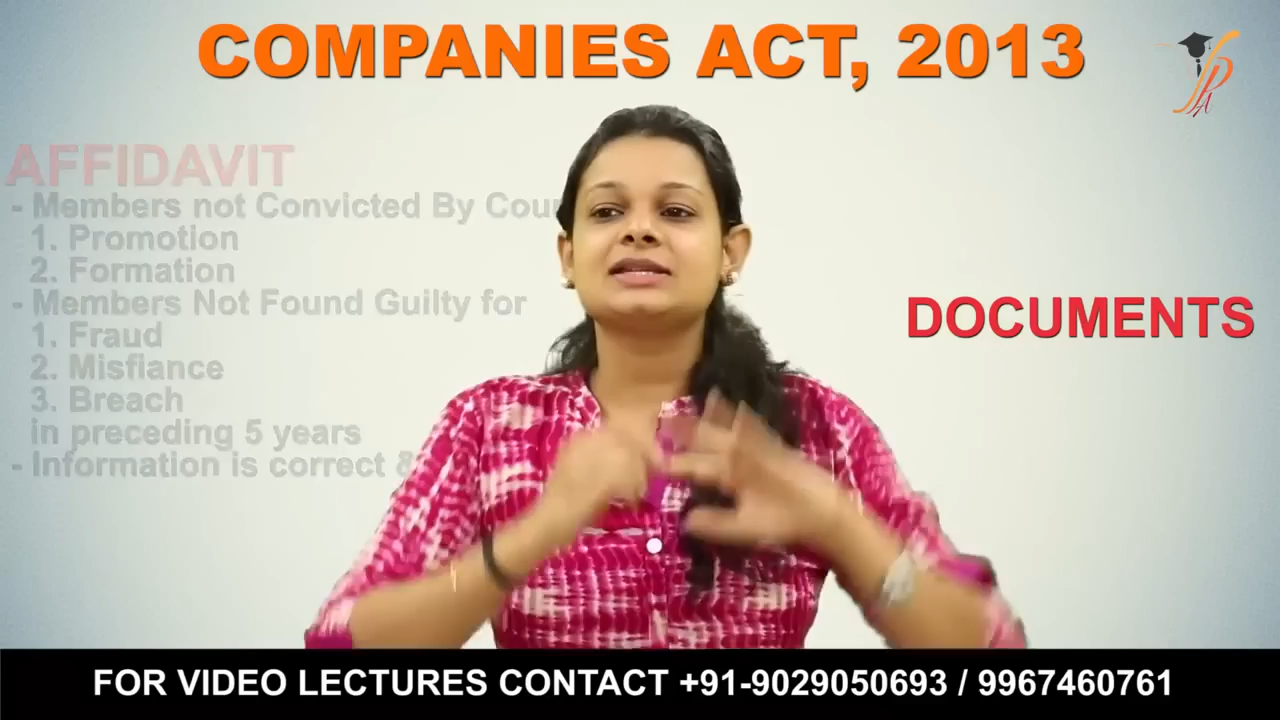 COMPANIES ACT, 2013
AFFIDAVIT
- Members not Convicted By
1. Promotion
2. Formation
- Members Not Found Guilty for
1. Fraud
2. Misfiance
3. Breach
in preceding 5 years
- Information is correct &
DOCUMENTS
FOR VIDEO LECTURES CONTACT +91-9029050693 / 9967460761